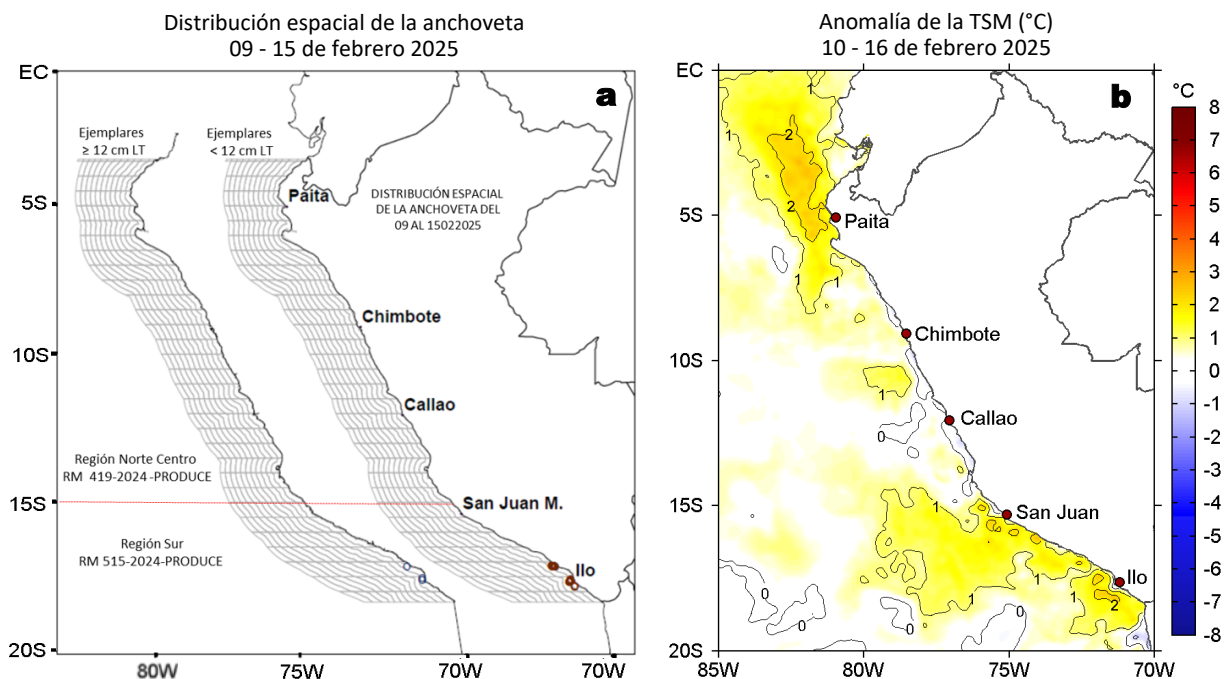 Distribución espacial de la anchoveta
09 - 15 de febrero 2025
a
Ejemplares
≥ 12 cm LT
Ejemplares
< 12 cm LT
DISTRIBUCIÓN ESPACIAL
DE LA ANCHOVETA DEL
09 AL 15022025
Paita
Chimbote
Callao
Región Norte Centro
RM 419-2024-PRODUCE
San Juan M.
Región Sur
RM 515-2024-PRODUCE
Ilo
EC
5S
10S
15S
20S
80W
75W
70W
70W
Anomalía de la TSM (°C)
10 - 16 de febrero 2025
b
EC
5S
10S
15S
20S
85W
80W
75W
70W
1
1
2
2
1
1
Paita
Chimbote
1
0
Callao
1
San Juan
1
1
1
2
Ilo
0
0
0
0
°C
8
7
6
5
4
3
2
1
0
-1
-2
-3
-4
-5
-6
-7
-8